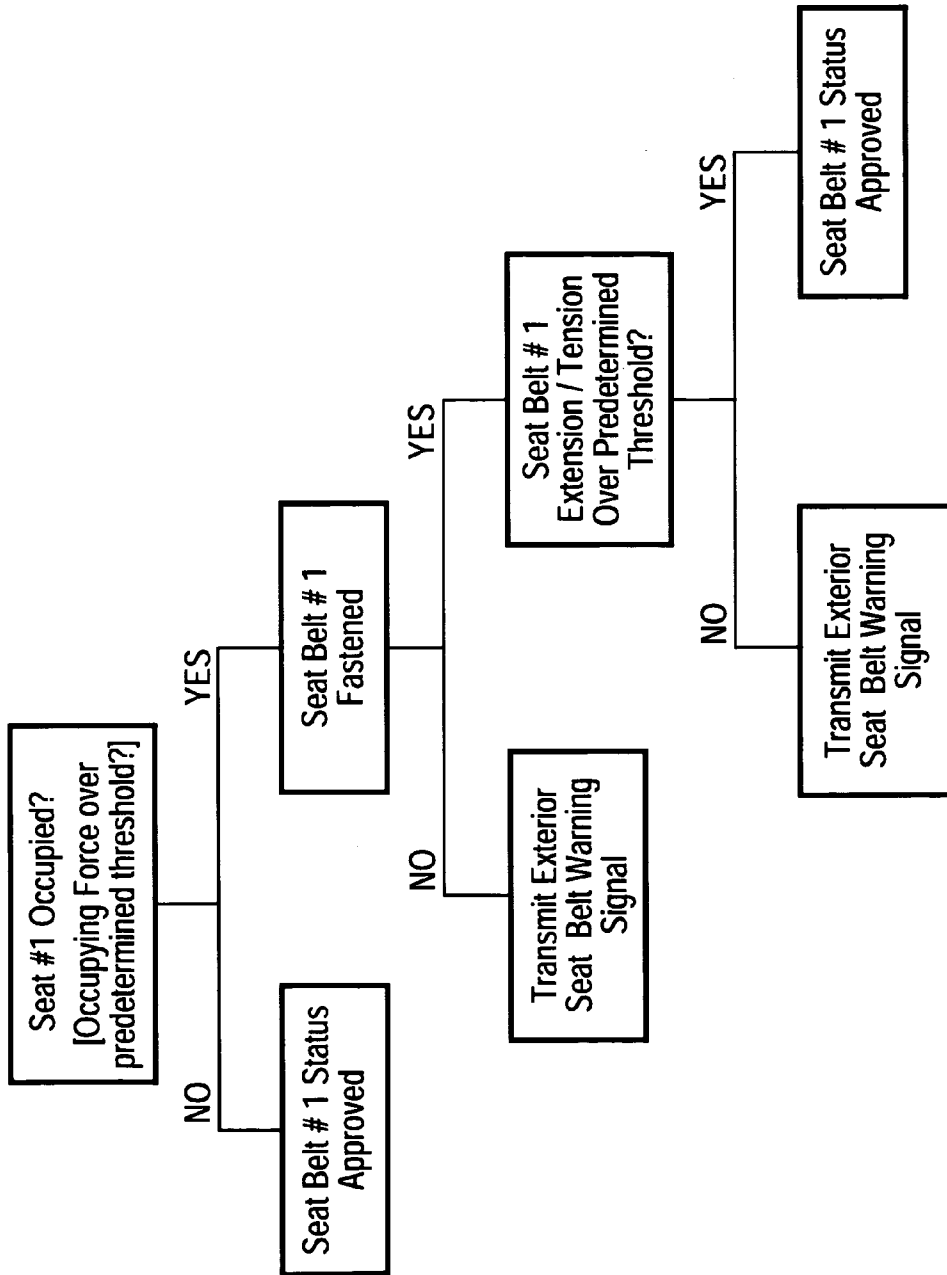 Seat #1 Occupied?
[Occupying Force over
predetermined threshold?]
NO
YES
Seat Belt # 1 Status
Approved
Seat Belt # 1
Fastened
NO
YES
Transmit Exterior
Seat Belt Warning
Signal
Seat Belt # 1
Extension / Tension
Over Predetermined
Threshold?
NO
YES
Transmit Exterior
Seat Belt Warning
Signal
Seat Belt # 1 Status
Approved